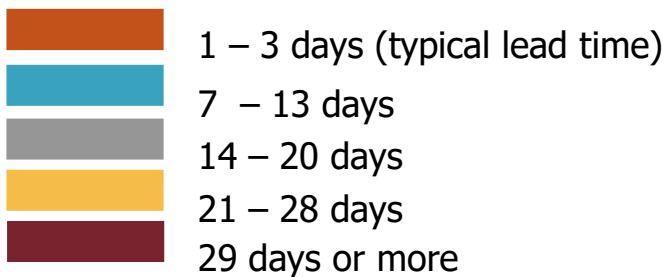 1 – 3 days (typical lead time)
7 – 13 days
14 – 20 days
21 – 28 days
29 days or more